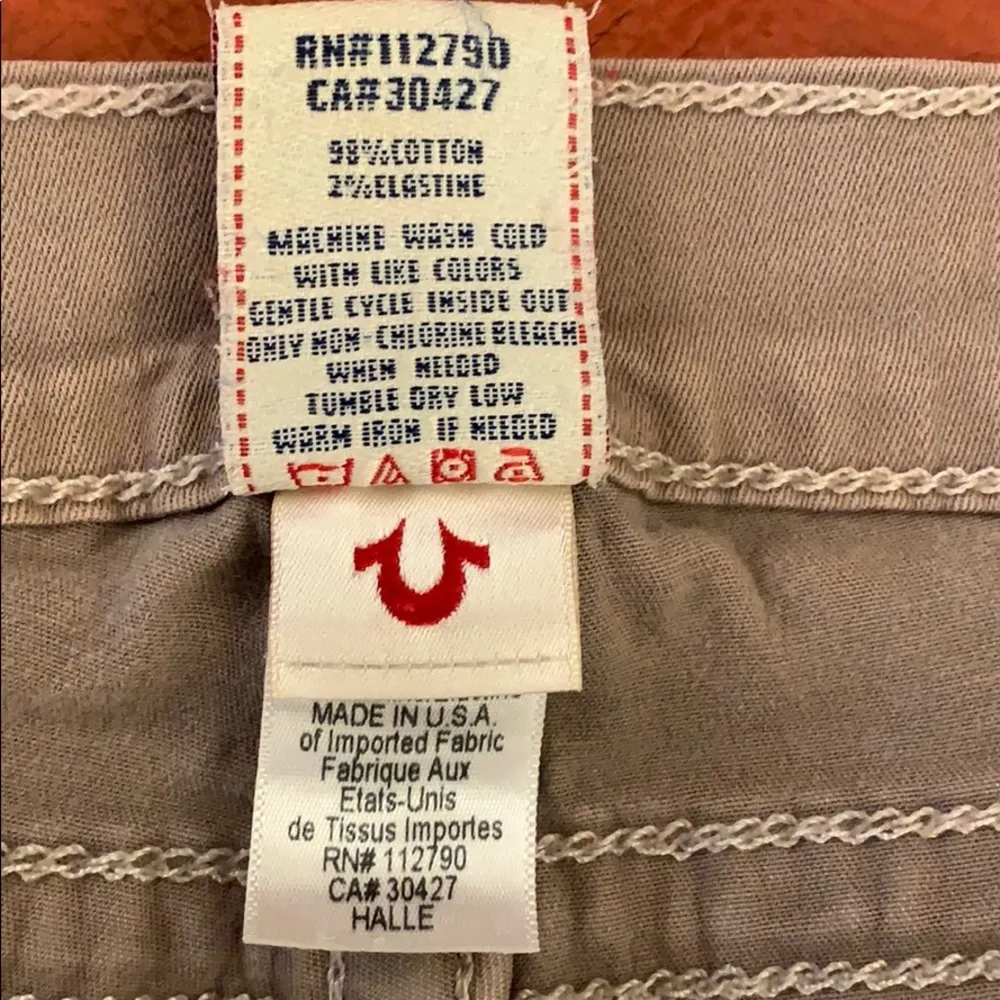 RN#112790
CA#30427
98%COTTON
2%ELASTINE
MACHINE WASH COLD
WITH LIKE COLORS
GENTLE CYCLE INSIDE OUT
ONLY NON-CHLORINE BLEACH
WHEN NEEDED
TUMBLE DRY LOW
WARM IRON IF NEEDED
MADE IN U.S.A.
of Imported Fabric
Fabrique Aux
Etats-Unis
de Tissus Importes
RN# 112790
CA# 30427
HALLE